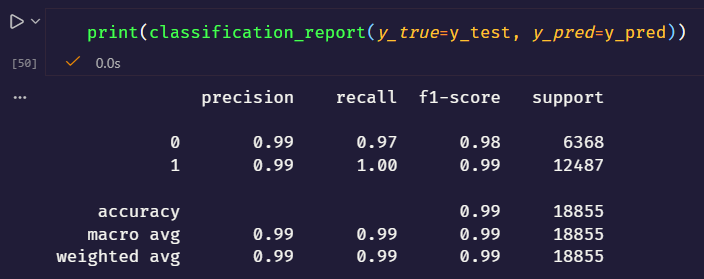 print(classification_report(y_true=y_test, y_pred=y_pred))
[50] 0.0s
precision recall f1-score support
0 0.99 0.97 0.98 6368
1 0.99 1.00 0.99 12487
accuracy 0.99 18855
macro avg 0.99 0.99 0.99 18855
weighted avg 0.99 0.99 0.99 18855